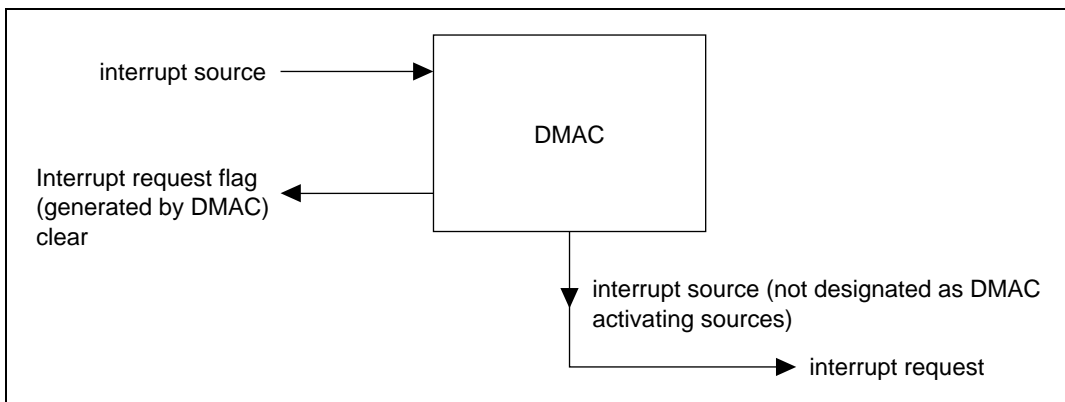 interrupt source
DMAC
Interrupt request flag
(generated by DMAC)
clear
interrupt source (not designated as DMAC
activating sources)
interrupt request